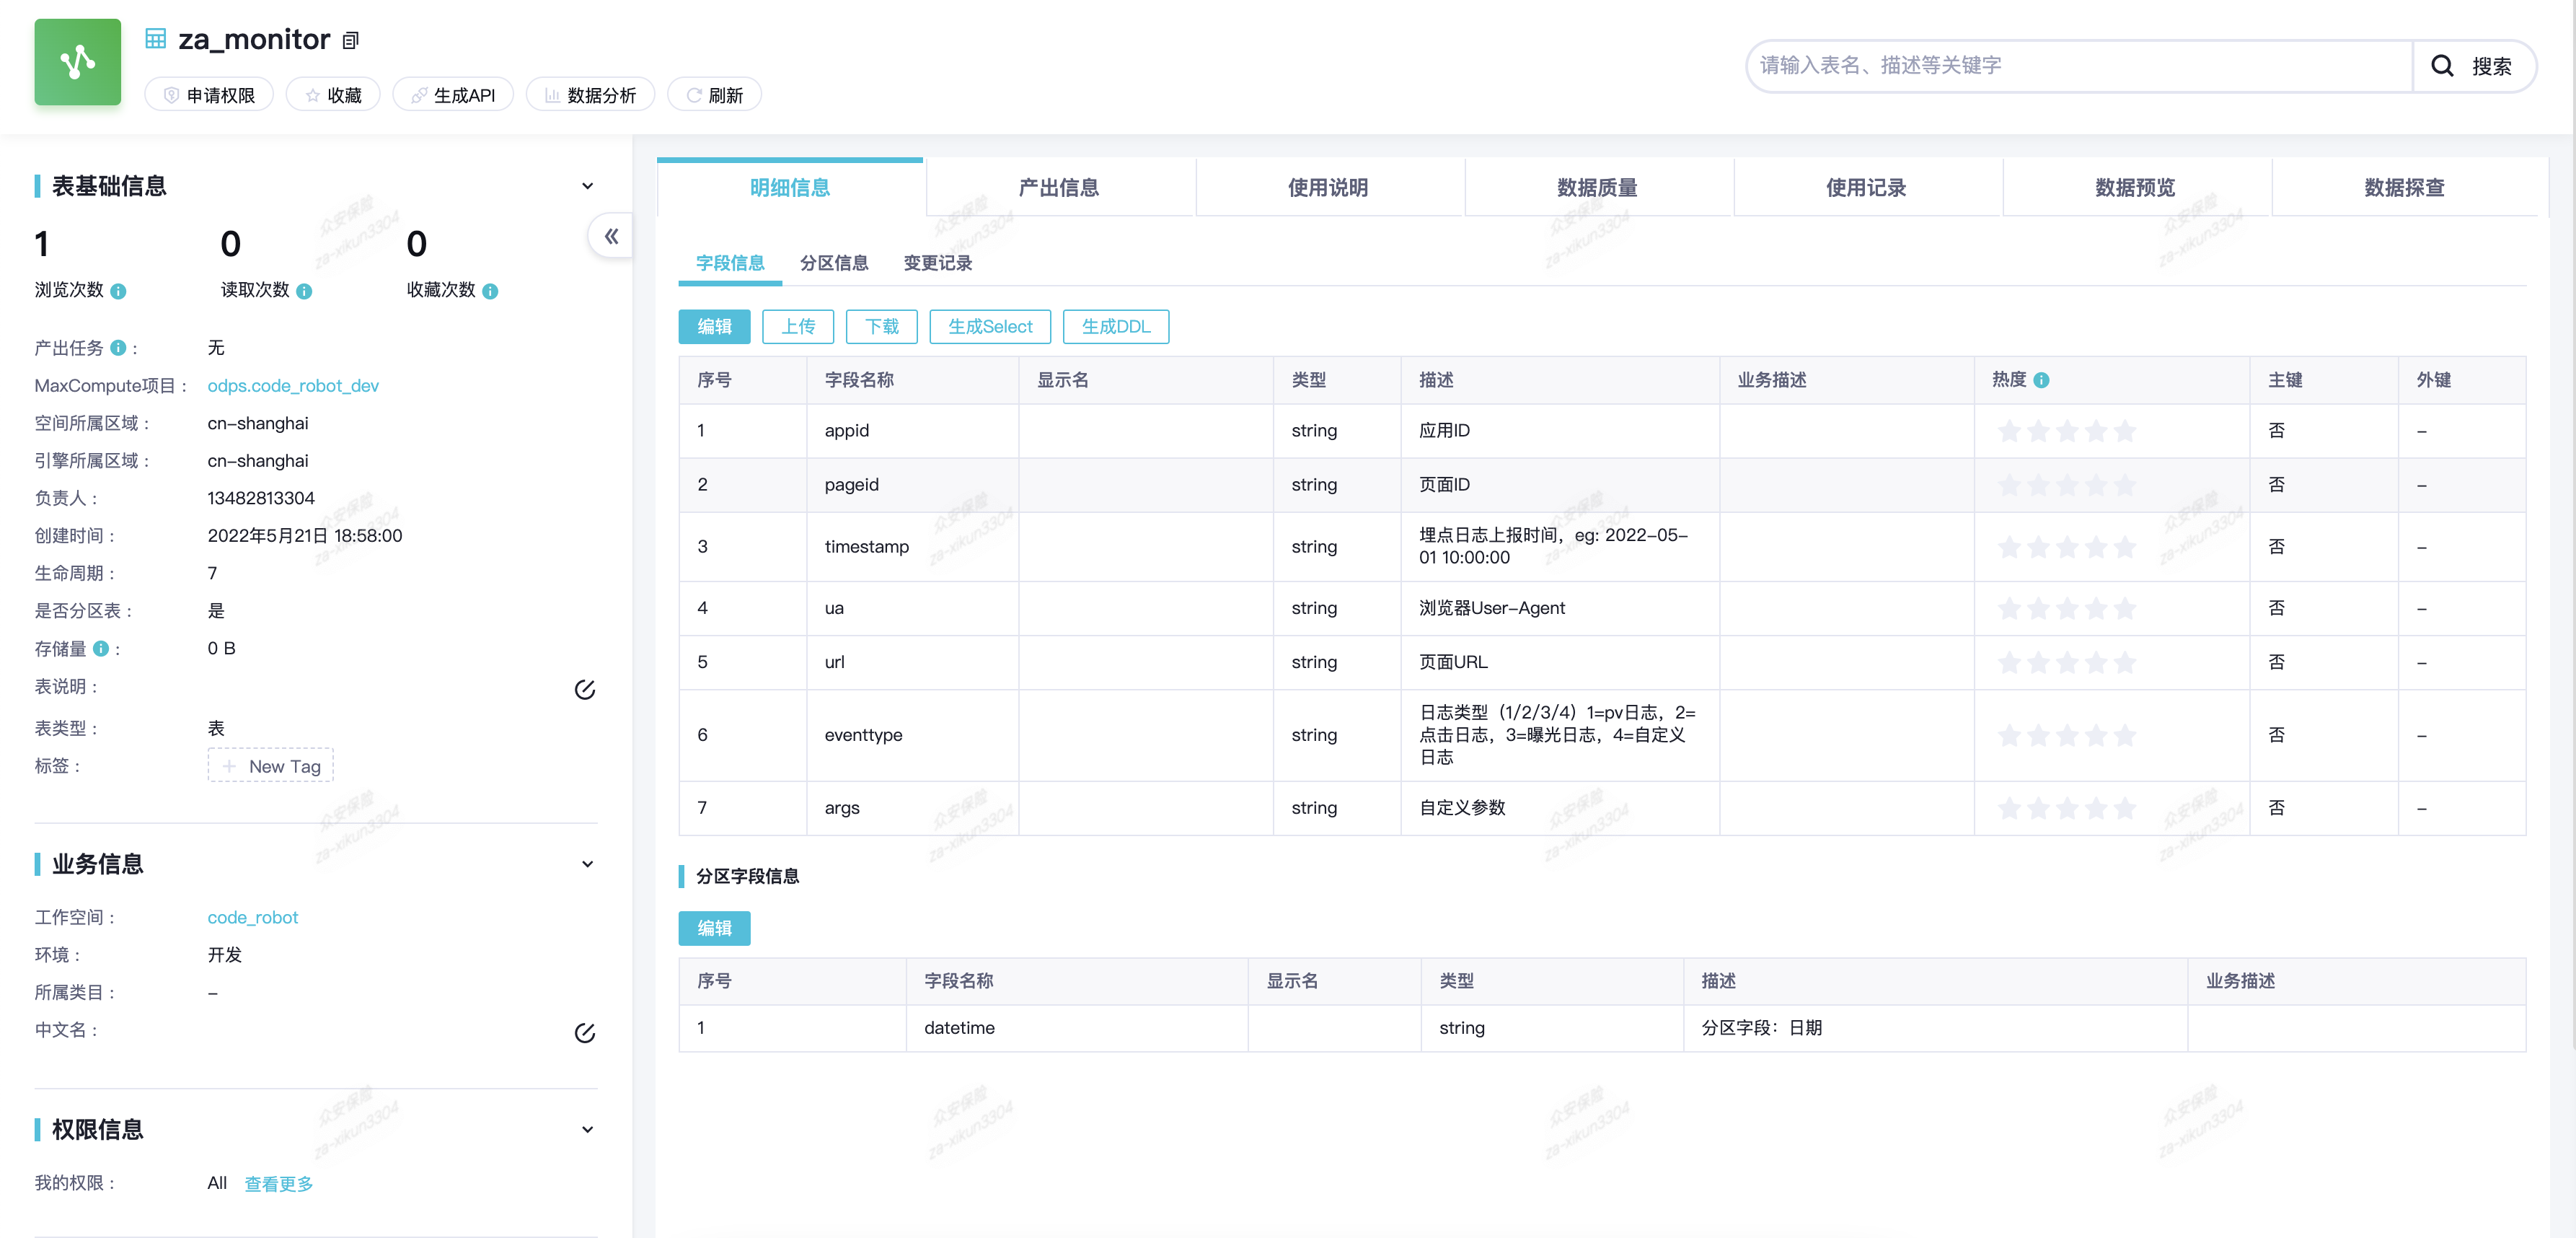 za_monitor
申请权限 收藏 生成API 数据分析 刷新
请输入表名、描述等关键字 搜索
表基础信息
1 0 0
浏览次数 读取次数 收藏次数
产出任务 : 无
MaxCompute项目 : odps.code_robot_dev
空间所属区域 : cn-shanghai
引擎所属区域 : cn-shanghai
负责人 : 13482813304
创建时间 : 2022年5月21日 18:58:00
生命周期 : 7
是否分区表 : 是
存储量 : 0 B
表说明 :
表类型 : 表
标签 : + New Tag
业务信息
工作空间 : code_robot
环境 : 开发
所属类目 : –
中文名 :
权限信息
我的权限 : All 查看更多
明细信息 产出信息 使用说明 数据质量 使用记录 数据预览 数据探查
字段信息 分区信息 变更记录
编辑 上传 下载 生成Select 生成DDL
序号 字段名称 显示名 类型 描述 业务描述 热度 主键 外键
1 appid string 应用ID 否 –
2 pageid string 页面ID 否 –
3 timestamp string 埋点日志上报时间，eg: 2022-05-
01 10:00:00 否 –
4 ua string 浏览器User-Agent 否 –
5 url string 页面URL 否 –
6 eventtype string 日志类型（1/2/3/4）1=pv日志，2=
点击日志，3=曝光日志，4=自定义
日志 否 –
7 args string 自定义参数 否 –
分区字段信息
编辑
序号 字段名称 显示名 类型 描述 业务描述
1 datetime string 分区字段：日期
众安保险
za-xikun3304